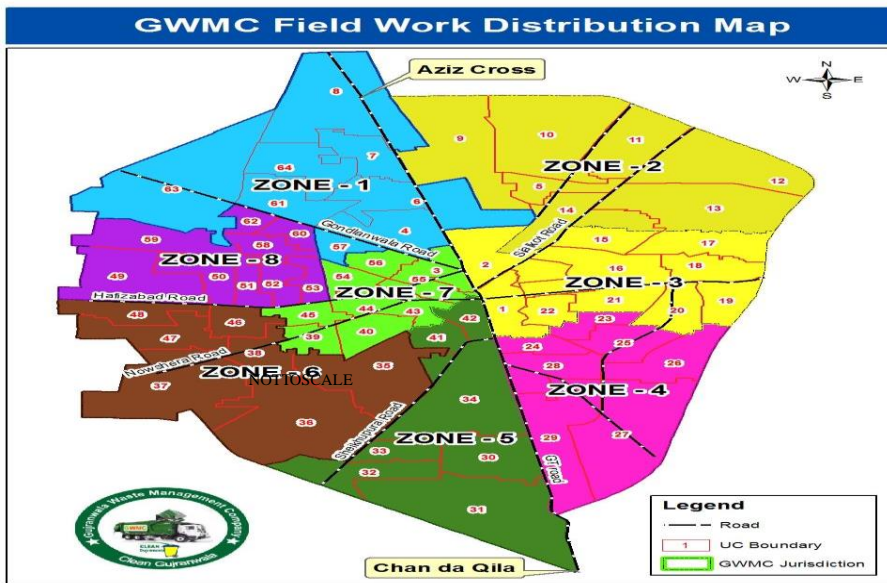 GWMC Field Work Distribution Map
Aziz Cross
N
W E
S
8
9
10
11
7
64
ZONE - 2
5
12
63
ZONE - 1
6
61
14
13
62
Gondlanwala Road
4
Sialkot Road
59
60
58
57
15
17
ZONE - 8
56
3
2
16
18
49
50
51
52
53
54
55
ZONE - 7
ZONE - 3
Hafizabad Road
48
46
45
44
43
42
1
22
21
20
19
23
47
Nowshera Road
38
39
40
41
24
25
37
ZONE - 6
NOTTOSCALE
35
28
26
ZONE - 4
36
Sheikhupura Road
34
33
ZONE - 5
29
GT road
27
32
30
31
Gujranwala Waste Management Company
GWMC
Clean Gujranwala
Chan da Qila
Legend
Road
1 UC Boundary
GWMC Jurisdiction